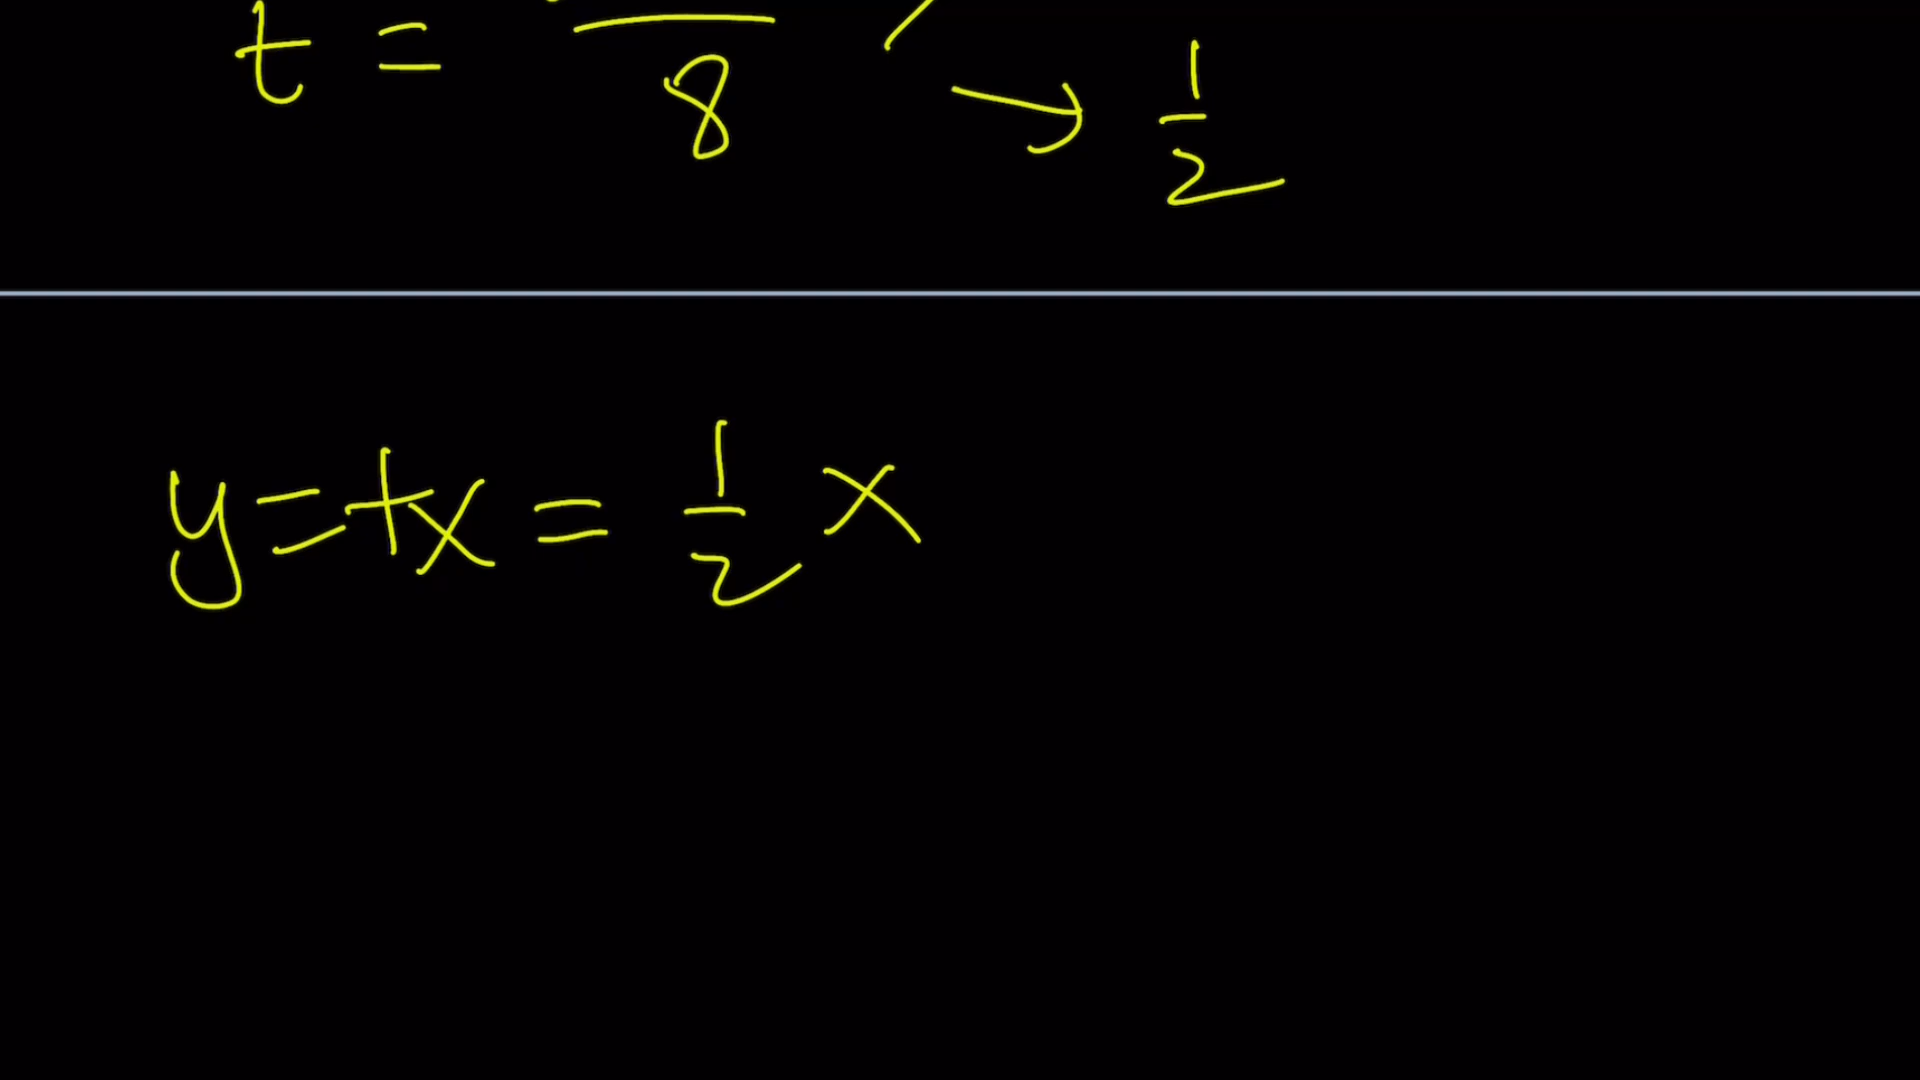 t = /8 → 1/2
y = tx = 1/2 x